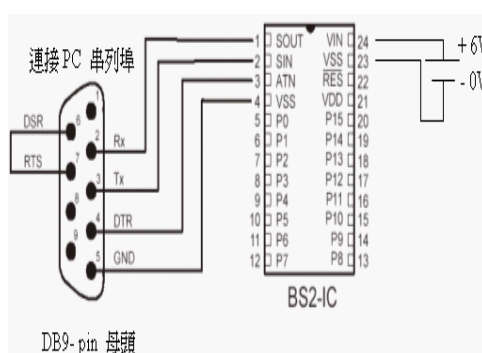 連接PC 串列埠
DSR
RTS
1
6
2
7
3
8
4
9
5
Rx
Tx
DTR
GND
DB9-pin 母頭
1 SOUT VIN 24
2 SIN VSS 23
3 ATN RES 22
4 VSS VDD 21
5 P0 P15 20
6 P1 P14 19
7 P2 P13 18
8 P3 P12 17
9 P4 P11 16
10 P5 P10 15
11 P6 P9 14
12 P7 P8 13
BS2-IC
+6V
- 0V